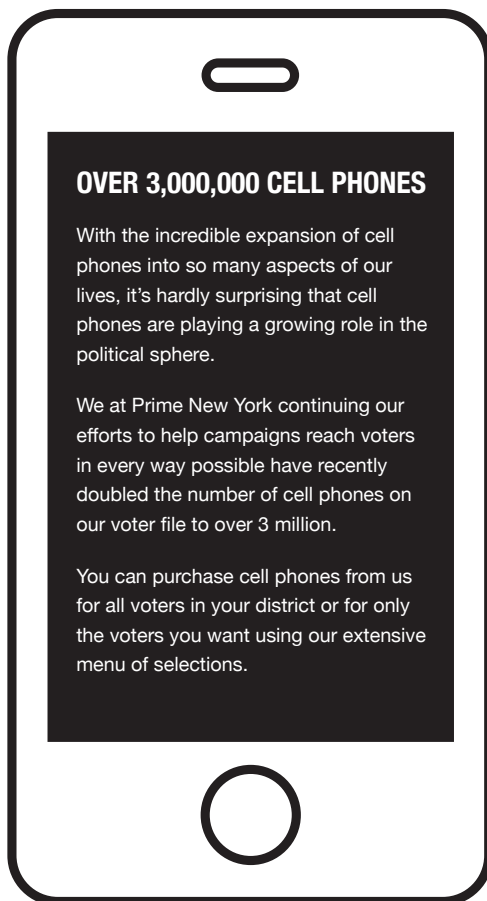 OVER 3,000,000 CELL PHONES
With the incredible expansion of cell
phones into so many aspects of our
lives, it’s hardly surprising that cell
phones are playing a growing role in the
political sphere.
We at Prime New York continuing our
efforts to help campaigns reach voters
in every way possible have recently
doubled the number of cell phones on
our voter file to over 3 million.
You can purchase cell phones from us
for all voters in your district or for only
the voters you want using our extensive
menu of selections.